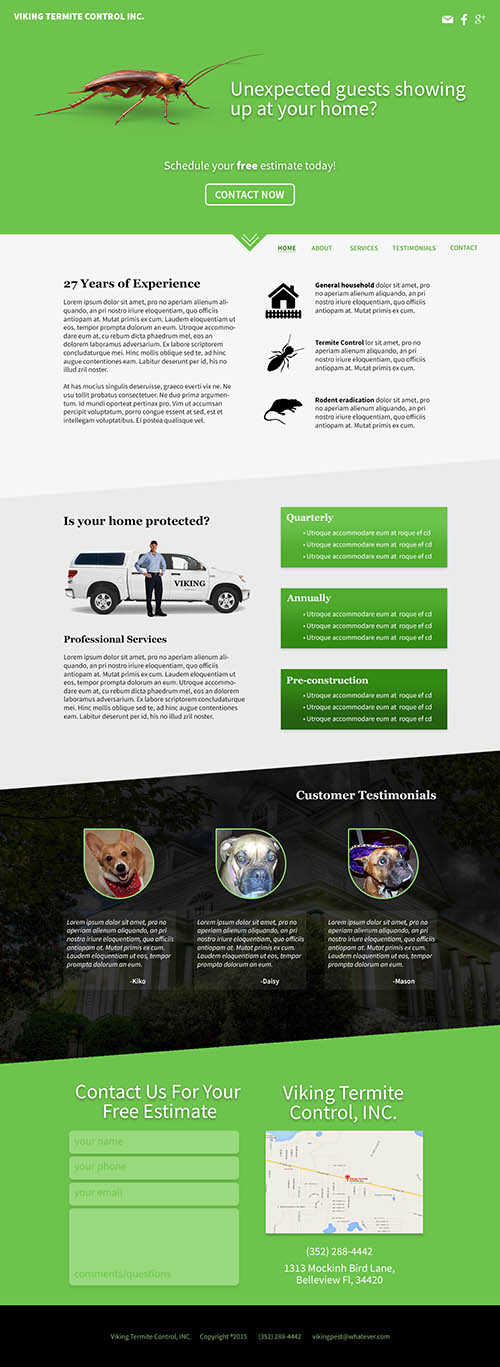 VIKING TERMITE CONTROL INC.
Unexpected guests showing
up at your home?
Schedule your free estimate today!
CONTACT NOW
HOME ABOUT SERVICES TESTIMONIALS CONTACT
27 Years of Experience
Lorem ipsum dolor sit amet, pro no aperiam alienum ali-
quando, an pri nostro iriure eloquentiam, quo officiis
antiopam at. Mutat primis ex cum. Laudem eloquentiam ut
eos, tempor prompta dolorum an eum. Utroque accommo-
dare eum at, cu rebum dicta phaedrum has, an eos an
dolorem laboramus adversarium. Ex labore scriptorem
concludaturque mei. Hinc mollis oblique sed te, ad hinc
augue contentiones eam. Labitur deserunt per id, his no
illud zril noster.
At has mucius singulis deseruisse, graeco everti vix ne. Ne
usu tollit probatus consectetuer. Ne duo prima argumen-
tum. Id mundi oporteat pertinax pro. Vim ut accumsan
percipit voluptatum, porro congue essent at sed, est et
intellegam voluptatibus. Ei postea qualisque vel.
General household dolor sit amet, pro
no aperiam alienum aliquando, an pri
nostro iriure eloquentiam, quo officiis
antiopam at. Mutat primis ex cum.
Termite Control lor sit amet, pro no
aperiam alienum aliquando, an pri
nostro iriure eloquentiam, quo officiis
antiopam at. Mutat primis ex cum.
Rodent eradication dolor sit amet, pro
no aperiam alienum aliquando, an pri
nostro iriure eloquentiam, quo officiis
antiopam at. Mutat primis ex cum.
Is your home protected?
VIKING
Professional Services
Lorem ipsum dolor sit amet, pro no aperiam alienum
aliquando, an pri nostro iriure eloquentiam, quo officiis
antiopam at. Mutat primis ex cum. Laudem eloquentiam ut
eos, tempor prompta dolorum an eum. Utroque accommo-
dare eum at, cu rebum dicta phaedrum has, an eos an dolorem
laboramus adversarium. Ex labore scriptorem concludaturque
mei. Hinc mollis oblique sed te, ad hinc augue contentiones
eam. Labitur deserunt per id, his no illud zril noster.
Quarterly
• Utroque accommodare eum at roque ef cd
• Utroque accommodare eum at roque ef cd
• Utroque accommodare eum at roque ef cd
Annually
• Utroque accommodare eum at roque ef cd
• Utroque accommodare eum at roque ef cd
• Utroque accommodare eum at roque ef cd
Pre-construction
• Utroque accommodare eum at roque ef cd
• Utroque accommodare eum at roque ef cd
• Utroque accommodare eum at roque ef cd
Customer Testimonials
Lorem ipsum dolor sit amet, pro
no aperiam alienum aliquando, an pri
nostro iriure eloquentiam, quo officiis
antiopam at. Mutat primis ex cum.
Laudem eloquentiam ut eos, tempor
prompta dolorum an eum.
-Kiko
Lorem ipsum dolor sit amet, pro
no aperiam alienum aliquando, an pri
nostro iriure eloquentiam, quo officiis
antiopam at. Mutat primis ex cum.
Laudem eloquentiam ut eos, tempor
prompta dolorum an eum.
-Daisy
Lorem ipsum dolor sit amet, pro
no aperiam alienum aliquando, an pri
nostro iriure eloquentiam, quo officiis
antiopam at. Mutat primis ex cum.
Laudem eloquentiam ut eos, tempor
prompta dolorum an eum.
-Mason
Contact Us For Your
Free Estimate
your name
your phone
your email
comments/questions
Viking Termite
Control, INC.
(352) 288-4442
1313 Mockinh Bird Lane,
Belleview Fl, 34420
Viking Termite Control, INC. Copyright °2015 (352) 288-4442 vikingpest@whatever.com